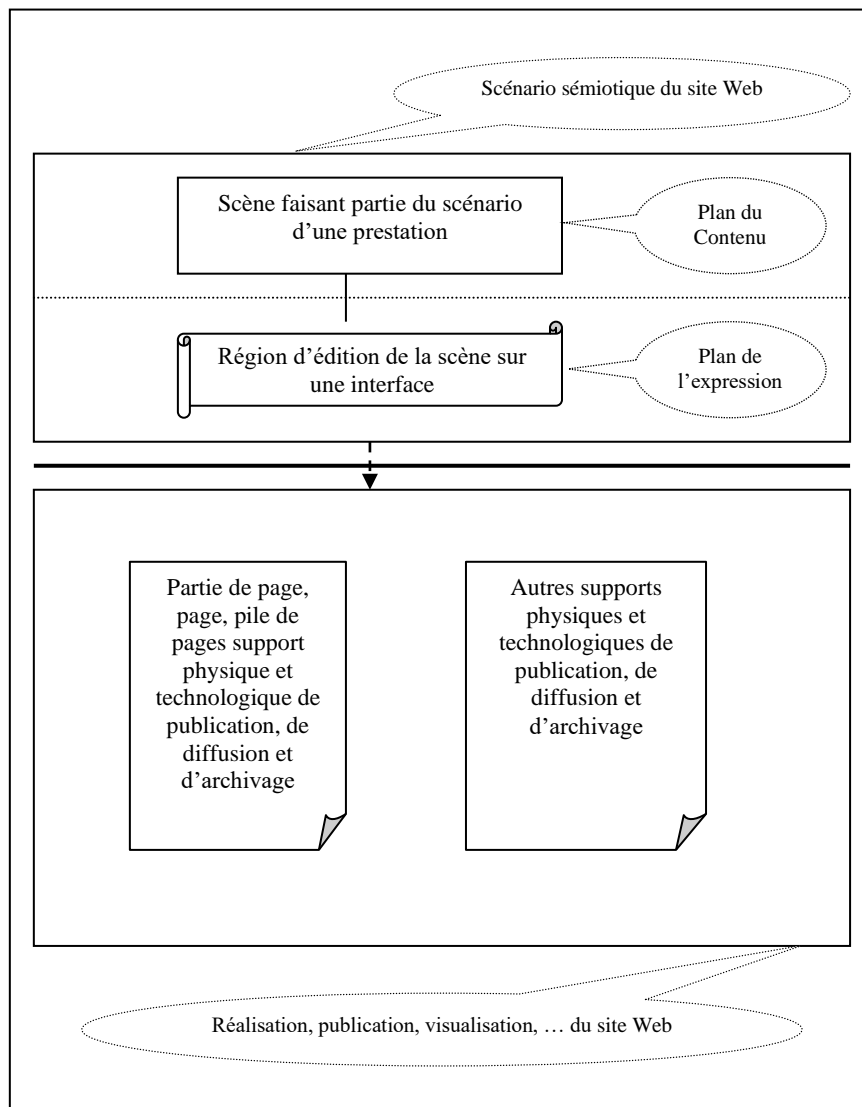 Scénario sémiotique du site Web
Scène faisant partie du scénario
d’une prestation
Plan du
Contenu
Région d’édition de la scène sur
une interface
Plan de
l’expression
Partie de page,
page, pile de
pages support
physique et
technologique de
publication, de
diffusion et
d’archivage
Autres supports
physiques et
technologiques de
publication, de
diffusion et
d’archivage
Réalisation, publication, visualisation, … du site Web